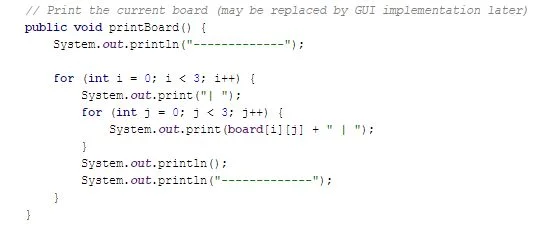 // Print the current board (may be replaced by GUI implementation later)
public void printBoard() {
    System.out.println("-------------");

    for (int i = 0; i < 3; i++) {
        System.out.print("| ");
        for (int j = 0; j < 3; j++) {
            System.out.print(board[i][j] + " | ");
        }
        System.out.println();
        System.out.println("-------------");
    }
}